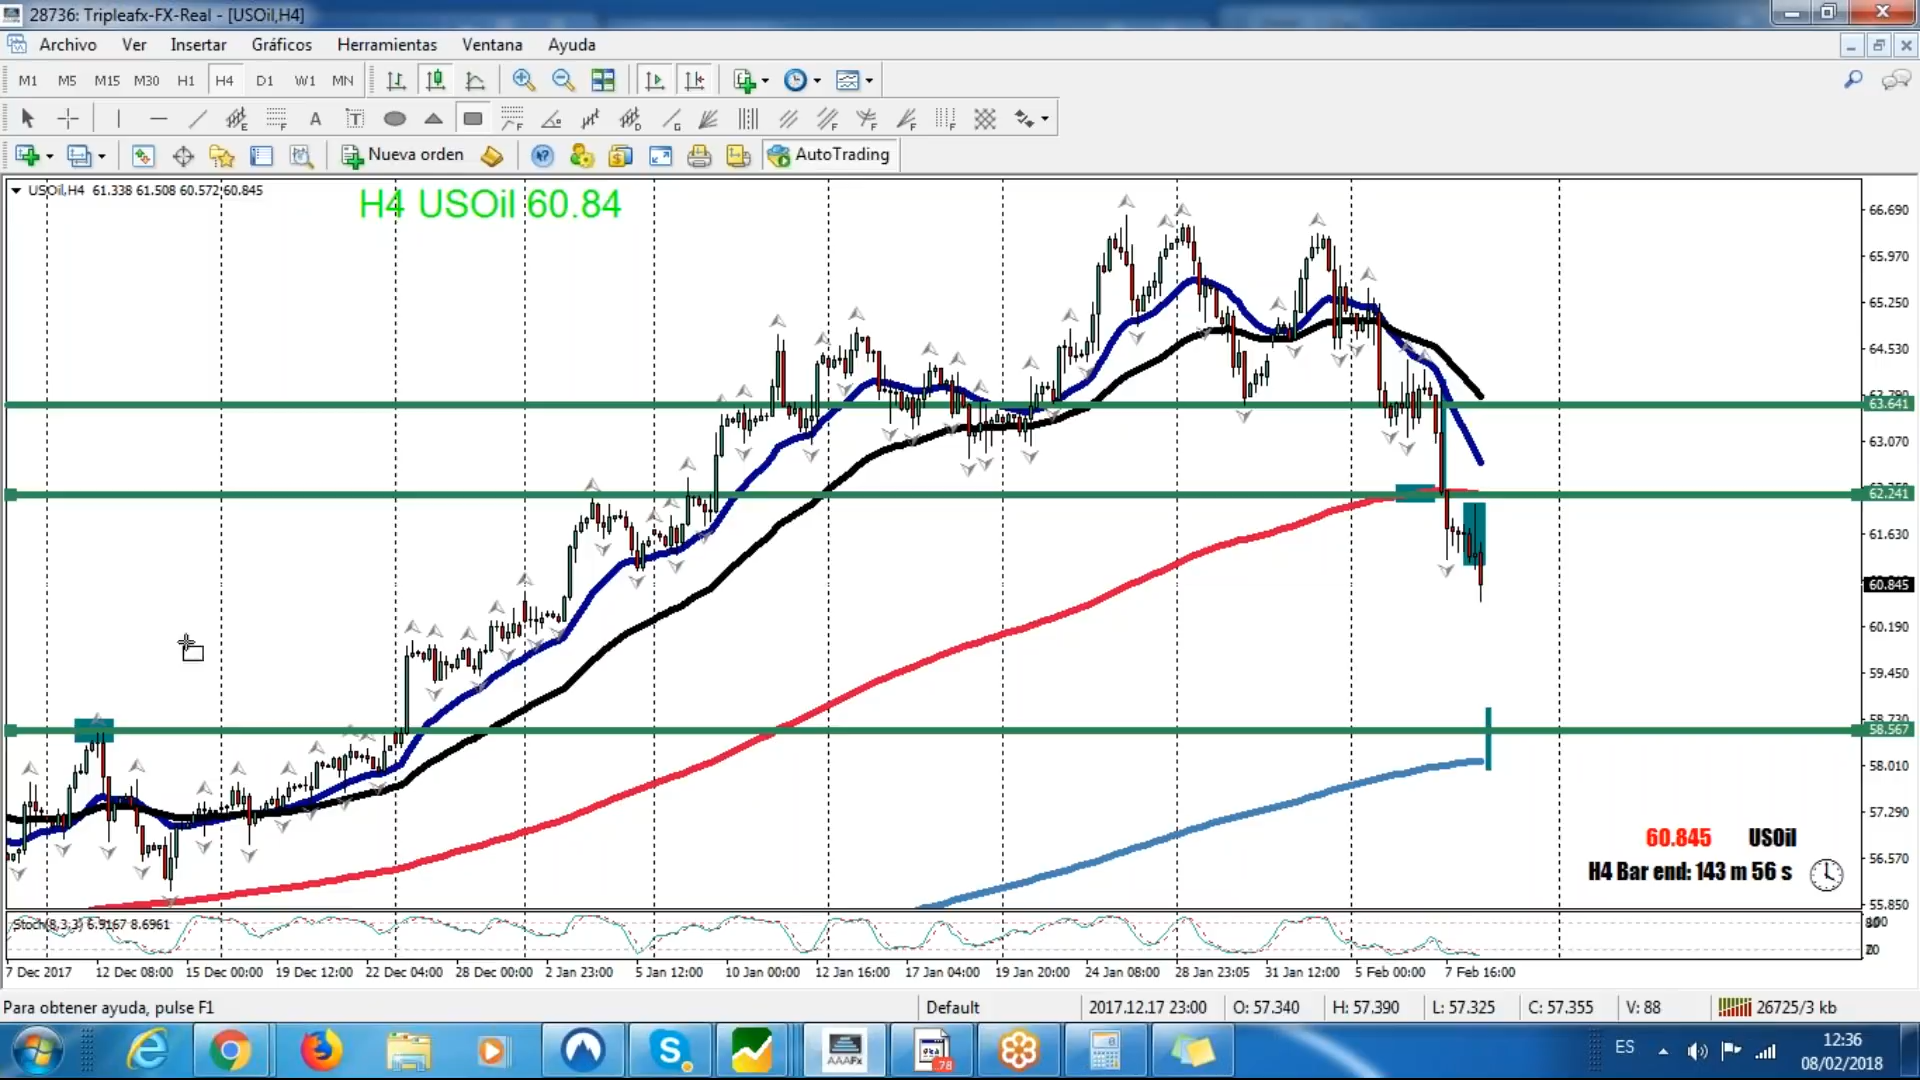 28736: Tripleafx-FX-Real - [USOil,H4]
Archivo Ver Insertar Gráficos Herramientas Ventana Ayuda
M1 M5 M15 M30 H1 H4 D1 W1 MN
Nueva orden AutoTrading
USOil,H4 61.338 61.508 60.572 60.845
H4 USOil 60.84
66.690
65.970
65.250
64.530
63.641
63.070
62.241
61.630
60.845
60.190
59.450
58.567
58.010
57.290
56.570
55.850
60.845 USOil
H4 Bar end: 143 m 56 s
Stoch(8,3,3) 6.9167 8.6961
7 Dec 2017 12 Dec 08:00 15 Dec 00:00 19 Dec 12:00 22 Dec 04:00 28 Dec 00:00 2 Jan 23:00 5 Jan 12:00 10 Jan 00:00 12 Jan 16:00 17 Jan 04:00 19 Jan 20:00 24 Jan 08:00 28 Jan 23:05 31 Jan 12:00 5 Feb 00:00 7 Feb 16:00
Para obtener ayuda, pulse F1 Default 2017.12.17 23:00 O: 57.340 H: 57.390 L: 57.325 C: 57.355 V: 88 26725/3 kb
AAAFx .78 ES 12:36
08/02/2018